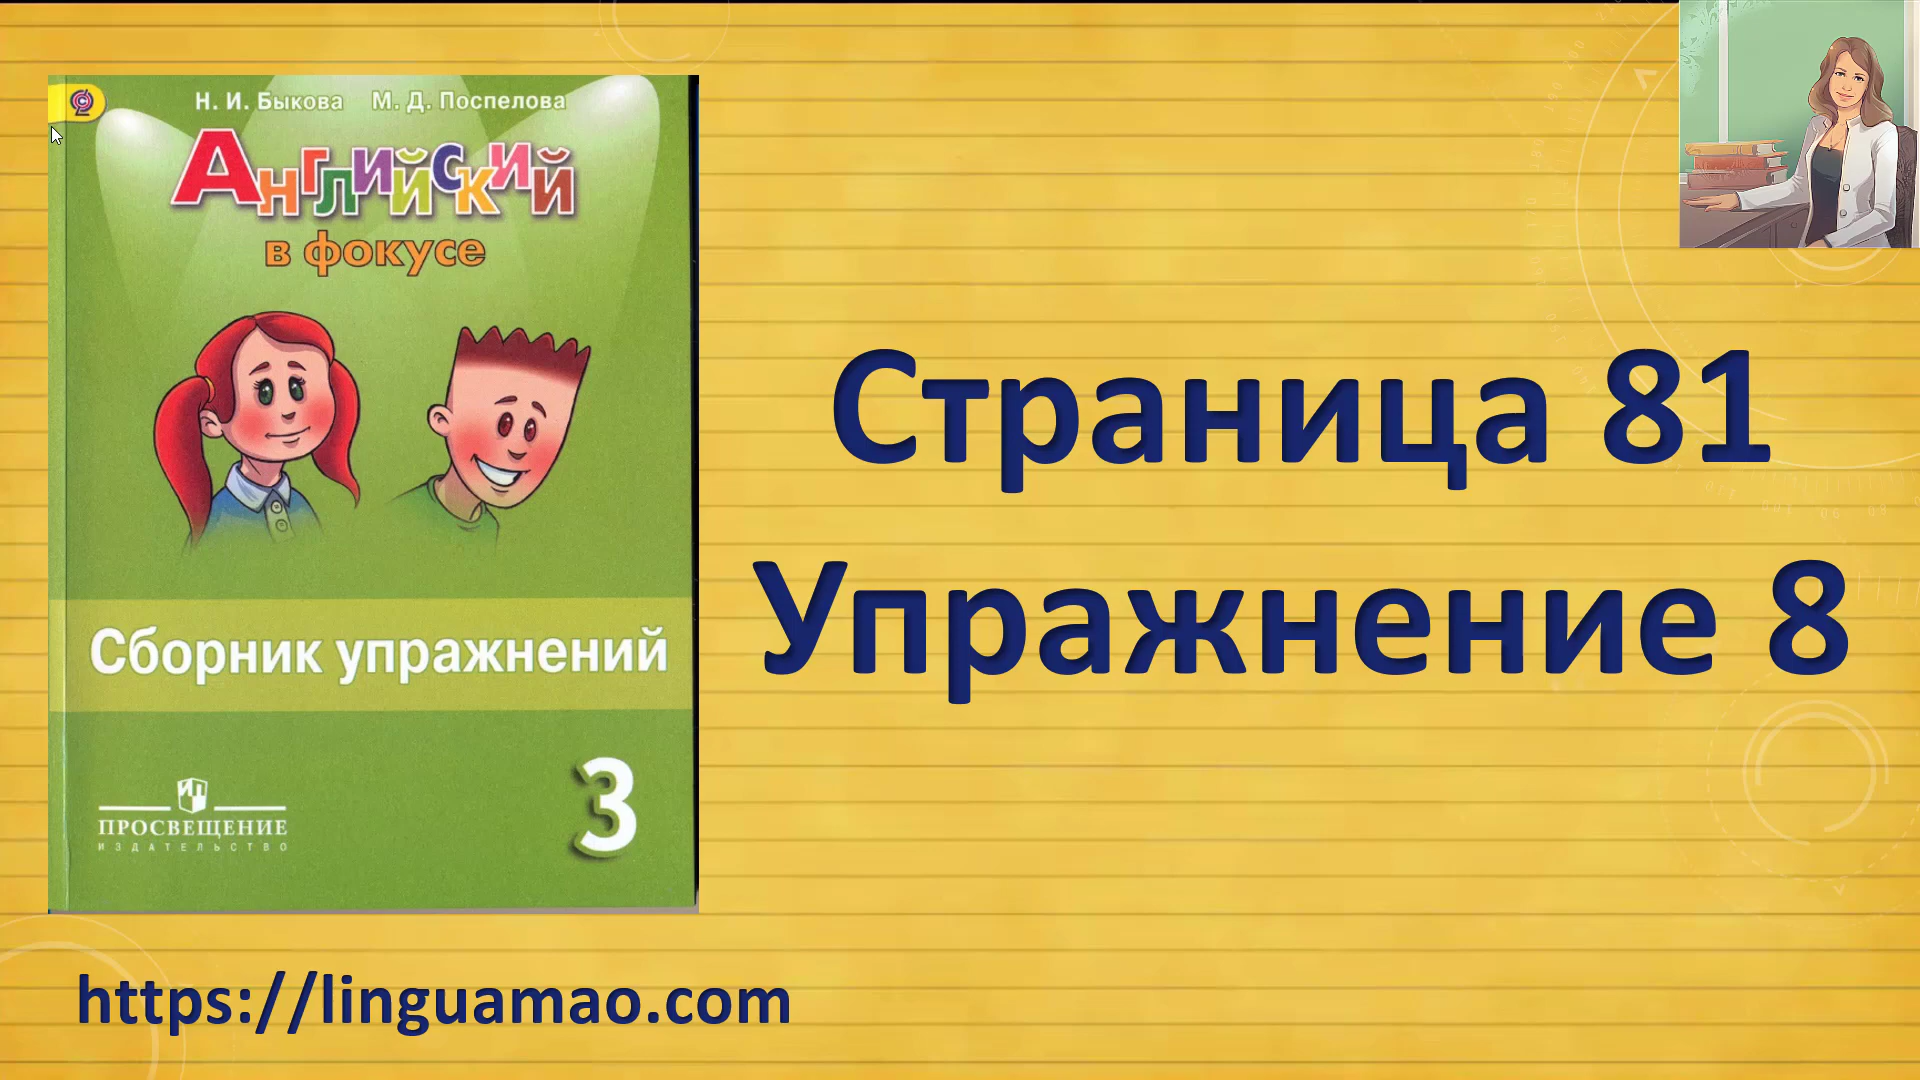 Н. И. Быкова М. Д. Поспелова
Английский
в фокусе
Сборник упражнений
ПРОСВЕЩЕНИЕ
ИЗДАТЕЛЬСТВО
3
Страница 81
Упражнение 8
https://linguamao.com